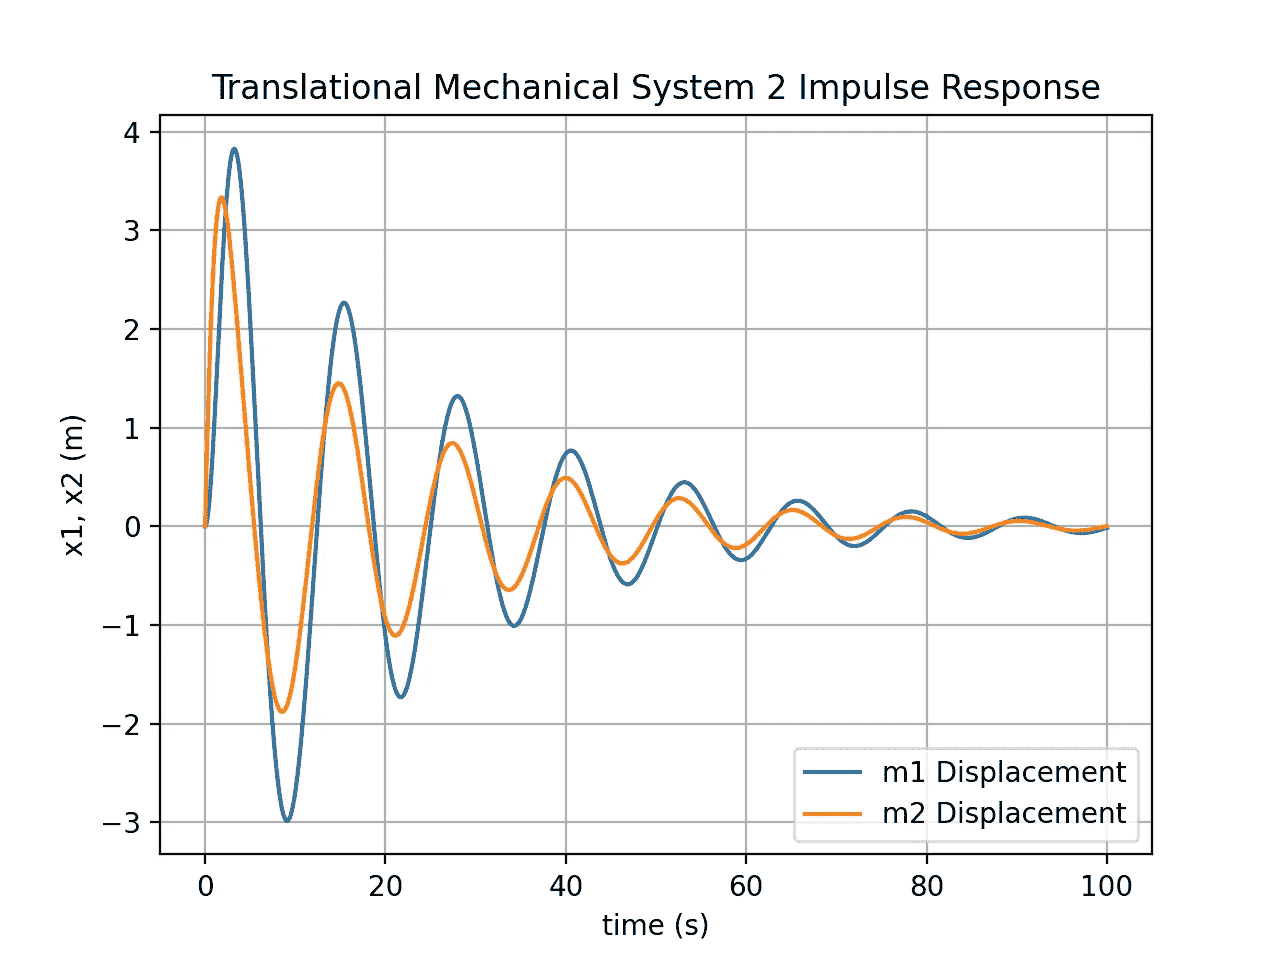 Translational Mechanical System 2 Impulse Response
4
3
2
1
0
−1
−2
−3
x1, x2 (m)
m1 Displacement
m2 Displacement
0 20 40 60 80 100
time (s)